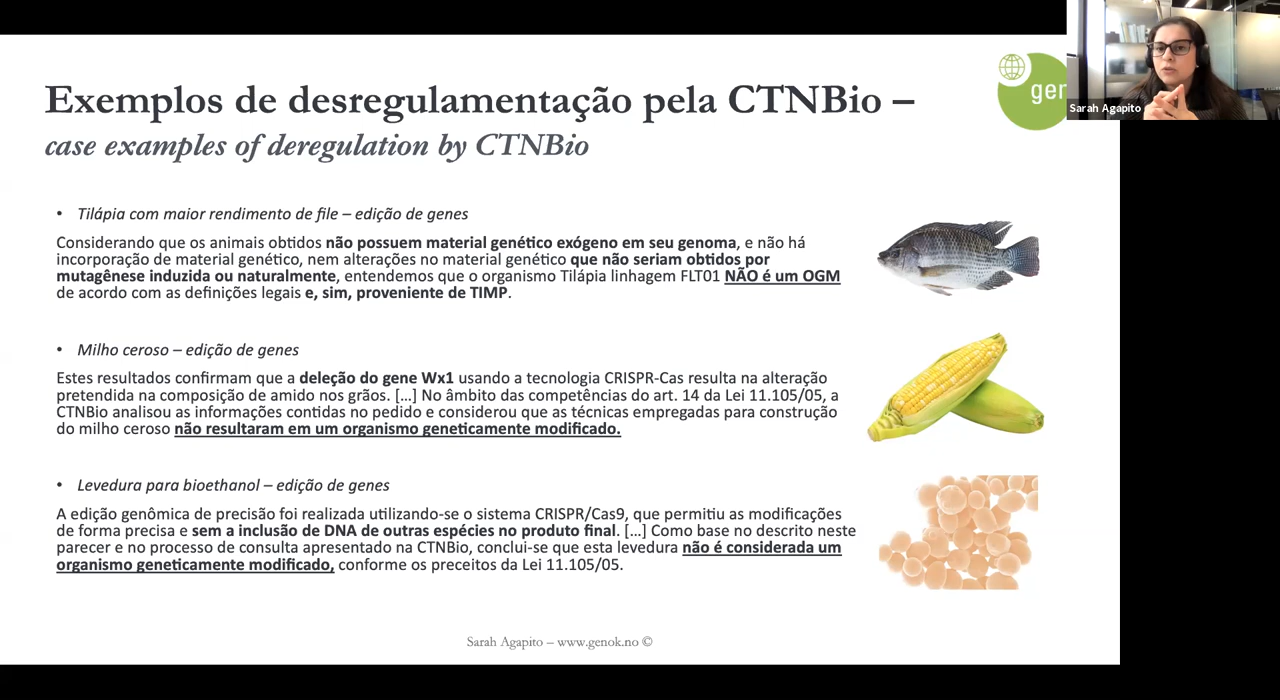 Exemplos de desregulamentação pela CTNBio –
case examples of deregulation by CTNBio
gen
Sarah Agapito
• Tilápia com maior rendimento de file – edição de genes
Considerando que os animais obtidos não possuem material genético exógeno em seu genoma, e não há
incorporação de material genético, nem alterações no material genético que não seriam obtidos por
mutagênese induzida ou naturalmente, entendemos que o organismo Tilápia linhagem FLT01 NÃO é um OGM
de acordo com as definições legais e, sim, proveniente de TIMP.
• Milho ceroso – edição de genes
Estes resultados confirmam que a deleção do gene Wx1 usando a tecnologia CRISPR-Cas resulta na alteração
pretendida na composição de amido nos grãos. [...] No âmbito das competências do art. 14 da Lei 11.105/05, a
CTNBio analisou as informações contidas no pedido e considerou que as técnicas empregadas para construção
do milho ceroso não resultaram em um organismo geneticamente modificado.
• Levedura para bioethanol – edição de genes
A edição genômica de precisão foi realizada utilizando-se o sistema CRISPR/Cas9, que permitiu as modificações
de forma precisa e sem a inclusão de DNA de outras espécies no produto final. [...] Como base no descrito neste
parecer e no processo de consulta apresentado na CTNBio, conclui-se que esta levedura não é considerada um
organismo geneticamente modificado, conforme os preceitos da Lei 11.105/05.
Sarah Agapito – www.genok.no ©